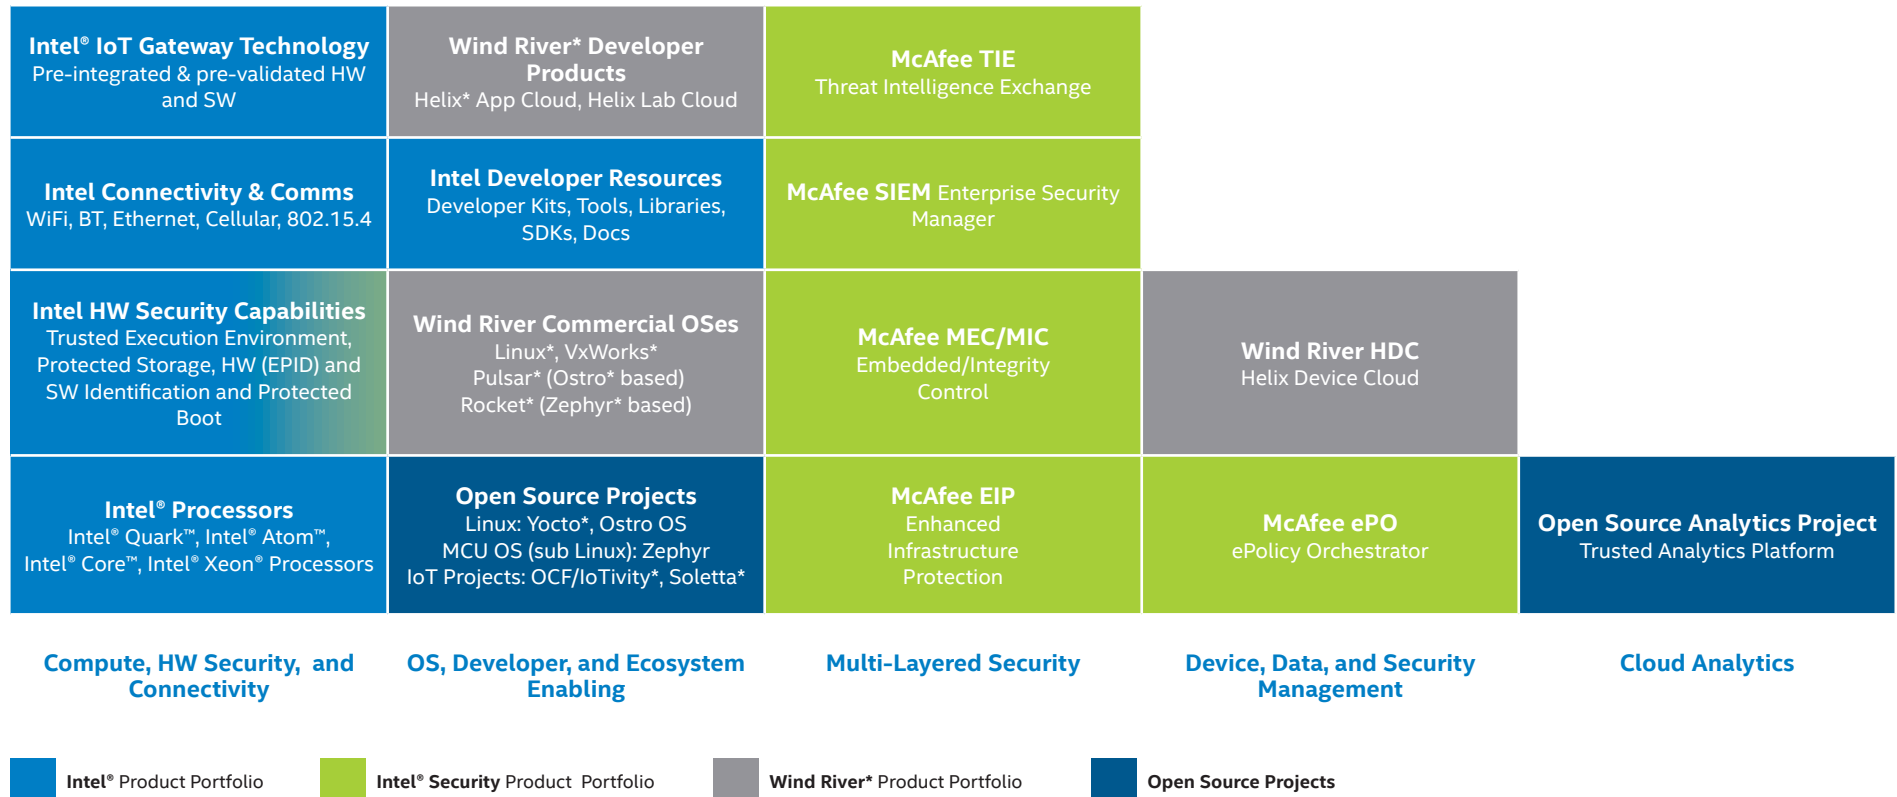 Intel® IoT Gateway Technology
Pre-integrated & pre-validated HW
and SW
Wind River* Developer
Products
Helix* App Cloud, Helix Lab Cloud
McAfee TIE
Threat Intelligence Exchange
Intel Connectivity & Comms
WiFi, BT, Ethernet, Cellular, 802.15.4
Intel Developer Resources
Developer Kits, Tools, Libraries,
SDKs, Docs
McAfee SIEM Enterprise Security
Manager
Intel HW Security Capabilities
Trusted Execution Environment,
Protected Storage, HW (EPID) and
SW Identification and Protected
Boot
Wind River Commercial OSes
Linux*, VxWorks*
Pulsar* (Ostro* based)
Rocket* (Zephyr* based)
McAfee MEC/MIC
Embedded/Integrity
Control
Wind River HDC
Helix Device Cloud
Intel® Processors
Intel® Quark™, Intel® Atom™,
Intel® Core™, Intel® Xeon® Processors
Open Source Projects
Linux: Yocto*, Ostro OS
MCU OS (sub Linux): Zephyr
IoT Projects: OCF/IoTivity*, Soletta*
McAfee EIP
Enhanced
Infrastructure
Protection
McAfee ePO
ePolicy Orchestrator
Open Source Analytics Project
Trusted Analytics Platform
Compute, HW Security, and
Connectivity
OS, Developer, and Ecosystem
Enabling
Multi-Layered Security
Device, Data, and Security
Management
Cloud Analytics
Intel® Product Portfolio
Intel® Security Product Portfolio
Wind River* Product Portfolio
Open Source Projects